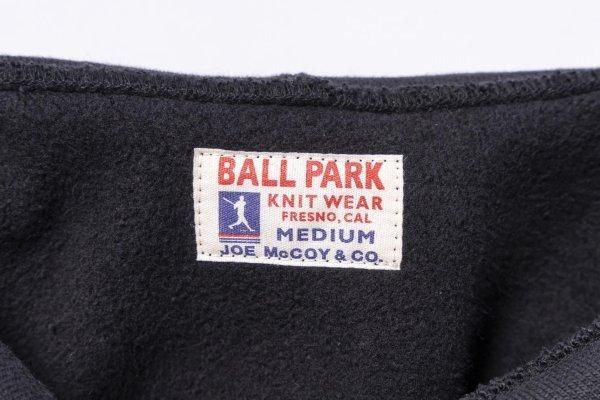 BALL PARK
KNIT WEAR
FRESNO, CAL
MEDIUM
JOE McCOY & CO.